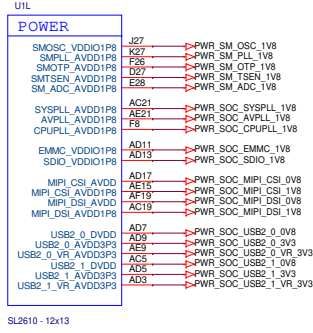 U1L
POWER
SMOSC_VDDIO1P8 J27 PWR_SM_OSC_1V8
SMPLL_AVDD1P8 K27 PWR_SM_PLL_1V8
SMOTP_AVDD1P8 F26 PWR_SM_OTP_1V8
SMTSEN_AVDD1P8 D27 PWR_SM_TSEN_1V8
SM_ADC_AVDD1P8 E28 PWR_SM_ADC_1V8
SYSPLL_AVDD1P8 AC21 PWR_SOC_SYSPLL_1V8
AVPLL_AVDD1P8 AE21 PWR_SOC_AVPLL_1V8
CPUPLL_AVDD1P8 F8 PWR_SOC_CPUPLL_1V8
EMMC_VDDIO1P8 AD11 PWR_SOC_EMMC_1V8
SDIO_VDDIO1P8 AD13 PWR_SOC_SDIO_1V8
MIPI_CSI_AVDD AD17 PWR_SOC_MIPI_CSI_0V8
MIPI_CSI_AVDD1P8 AE15 PWR_SOC_MIPI_CSI_1V8
MIPI_DSI_AVDD AF19 PWR_SOC_MIPI_DSI_0V8
MIPI_DSI_AVDD1P8 AC19 PWR_SOC_MIPI_DSI_1V8
USB2_0_DVDD AD7 PWR_SOC_USB2_0_0V8
USB2_0_AVDD3P3 AD9 PWR_SOC_USB2_0_3V3
USB2_0_VR_AVDD3P3 AE9 PWR_SOC_USB2_0_VR_3V3
USB2_1_DVDD AC5 PWR_SOC_USB2_1_0V8
USB2_1_AVDD3P3 AD5 PWR_SOC_USB2_1_3V3
USB2_1_VR_AVDD3P3 AD3 PWR_SOC_USB2_1_VR_3V3
SL2610 - 12x13